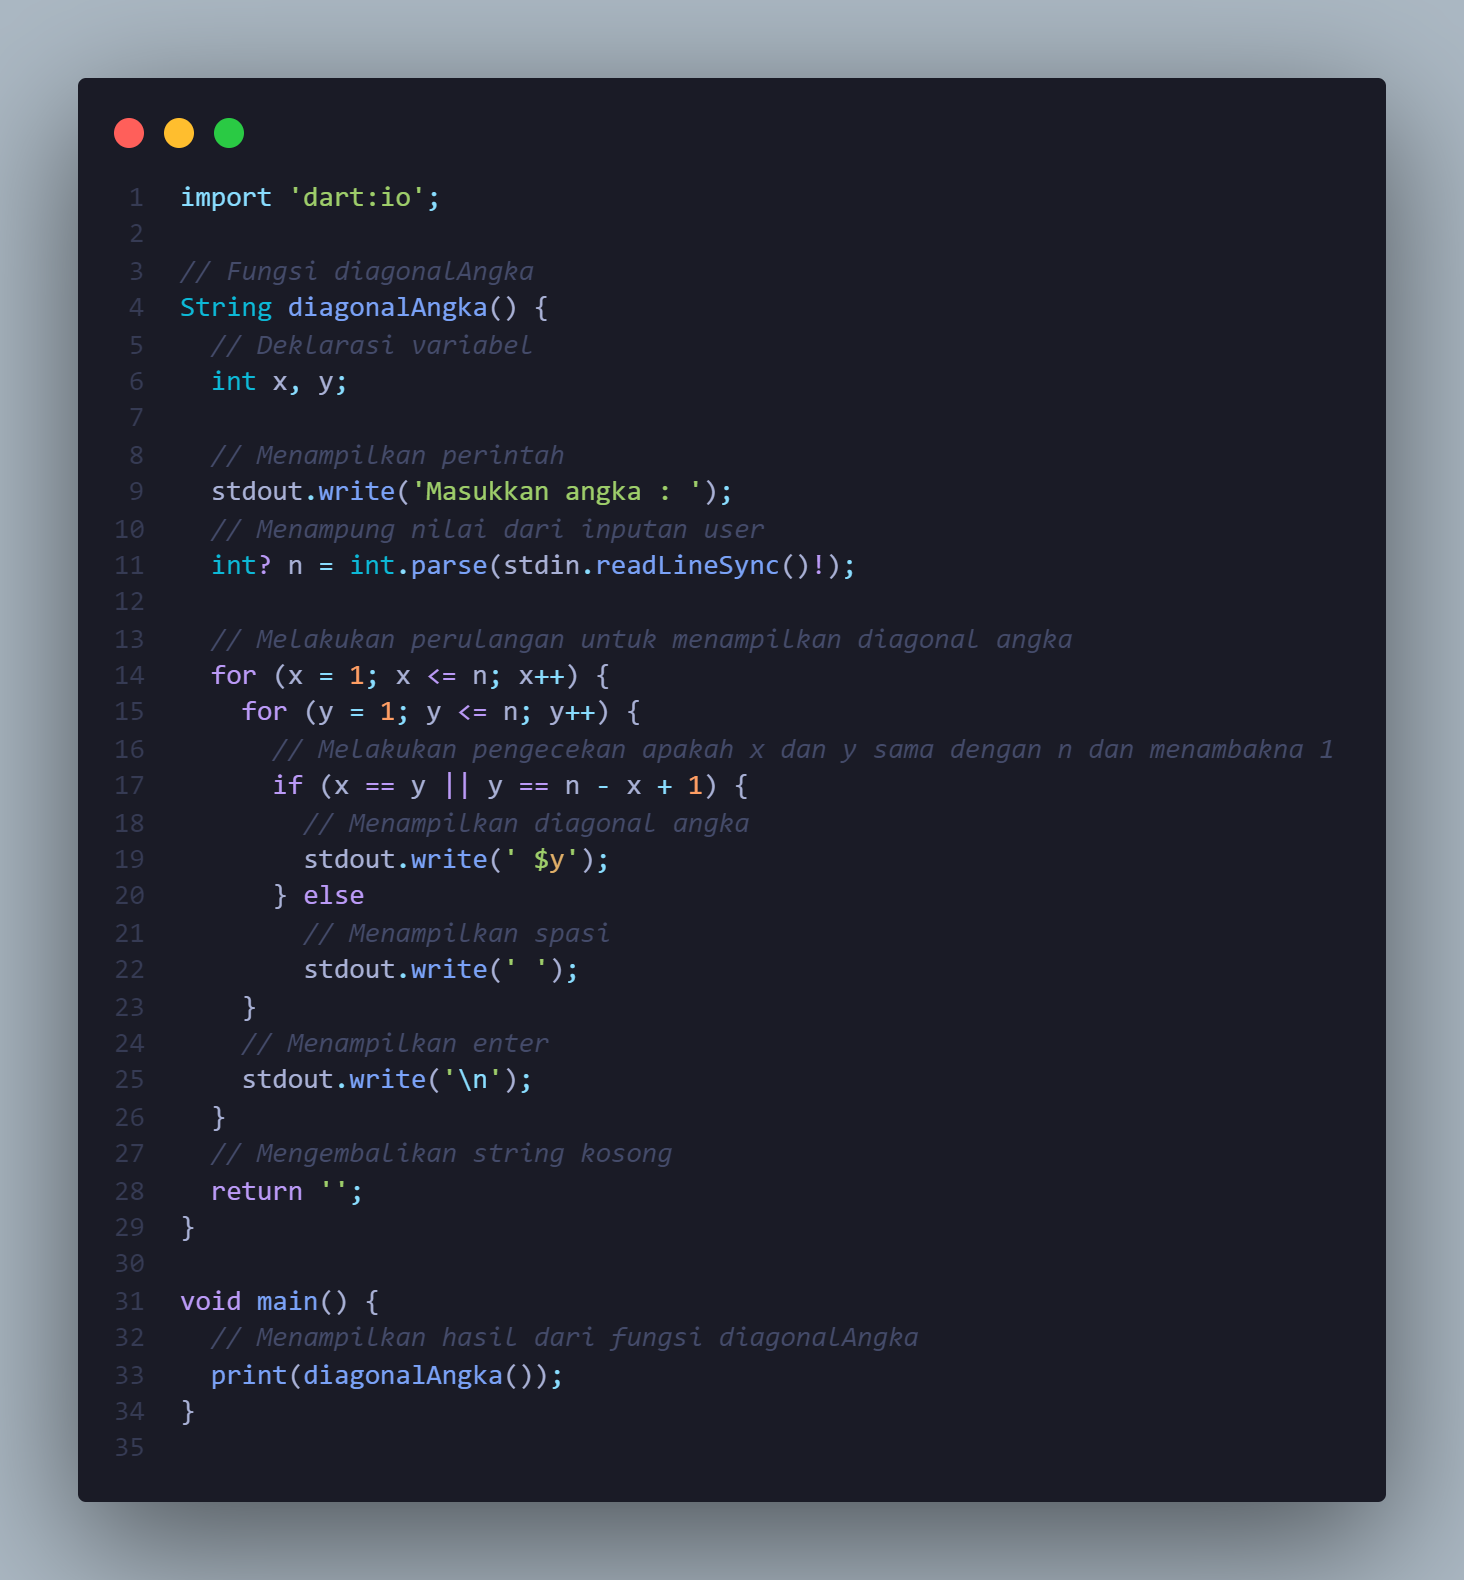 1 import 'dart:io';
2
3 // Fungsi diagonalAngka
4 String diagonalAngka() {
5   // Deklarasi variabel
6   int x, y;
7
8   // Menampilkan perintah
9   stdout.write('Masukkan angka : ');
10   // Menampung nilai dari inputan user
11   int? n = int.parse(stdin.readLineSync()!);
12
13   // Melakukan perulangan untuk menampilkan diagonal angka
14   for (x = 1; x <= n; x++) {
15     for (y = 1; y <= n; y++) {
16       // Melakukan pengecekan apakah x dan y sama dengan n dan menambakna 1
17       if (x == y || y == n - x + 1) {
18         // Menampilkan diagonal angka
19         stdout.write(' $y');
20       } else
21         // Menampilkan spasi
22         stdout.write(' ');
23     }
24     // Menampilkan enter
25     stdout.write('\n');
26   }
27   // Mengembalikan string kosong
28   return '';
29 }
30
31 void main() {
32   // Menampilkan hasil dari fungsi diagonalAngka
33   print(diagonalAngka());
34 }
35